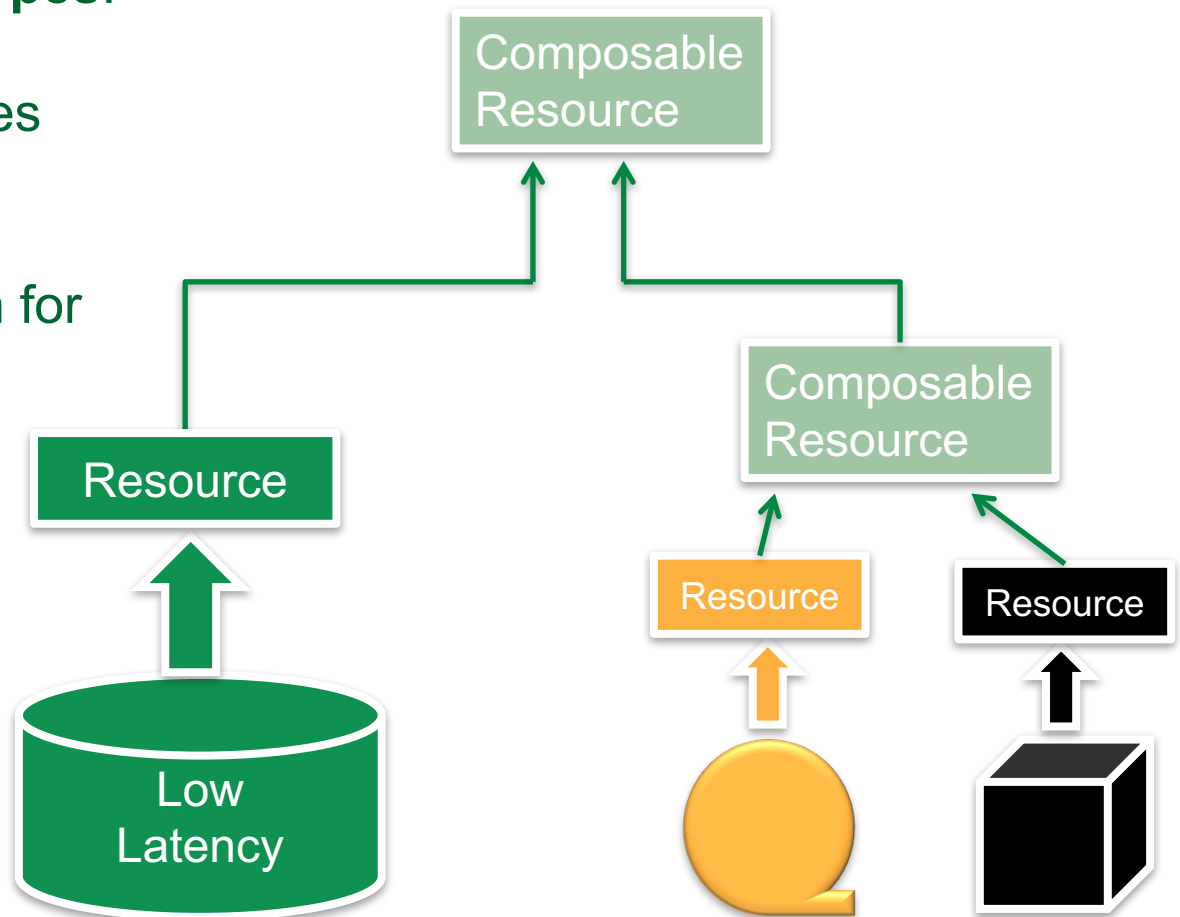 es
n for
Composable
Resource
Composable
Resource
Resource
Resource
Resource
Low
Latency